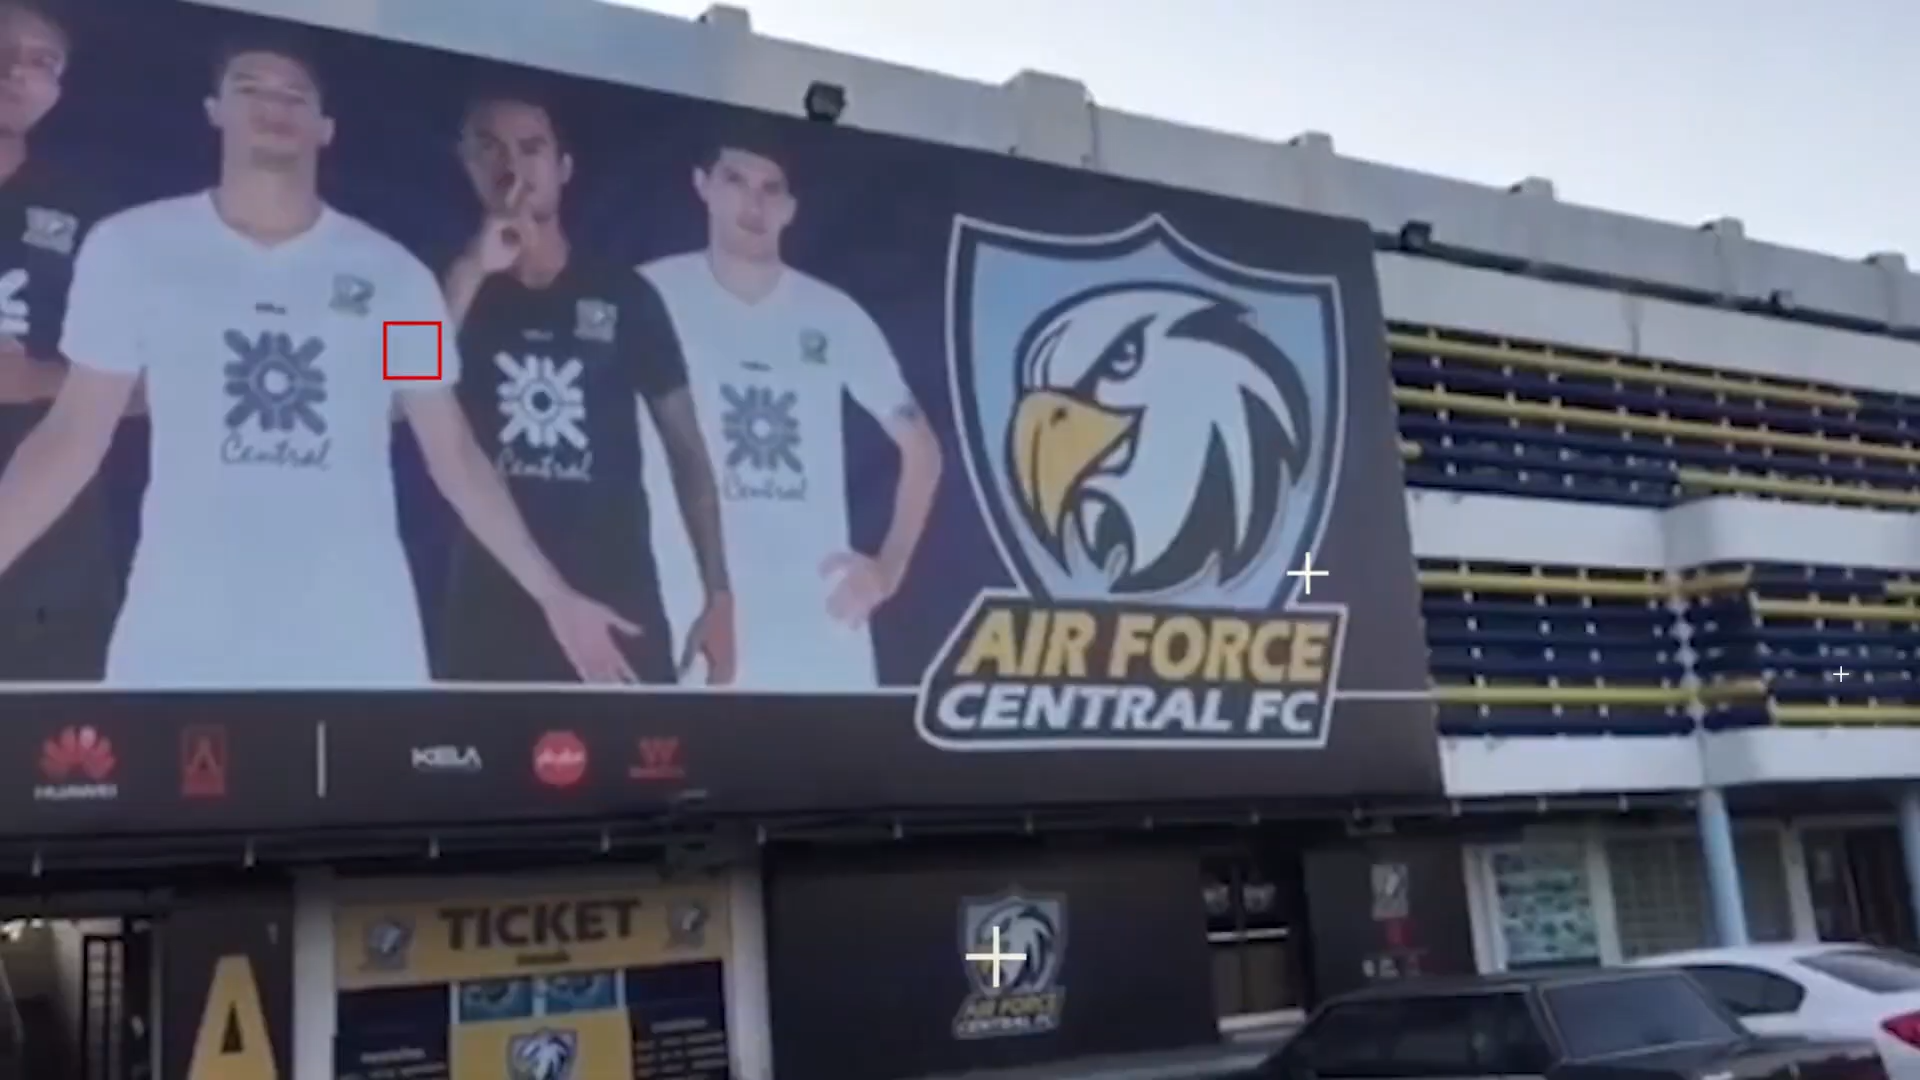 Central
Central
Central
AIR FORCE
CENTRAL FC
HUAWEI
KELA
TICKET
AIR FORCE
CENTRAL FC
A